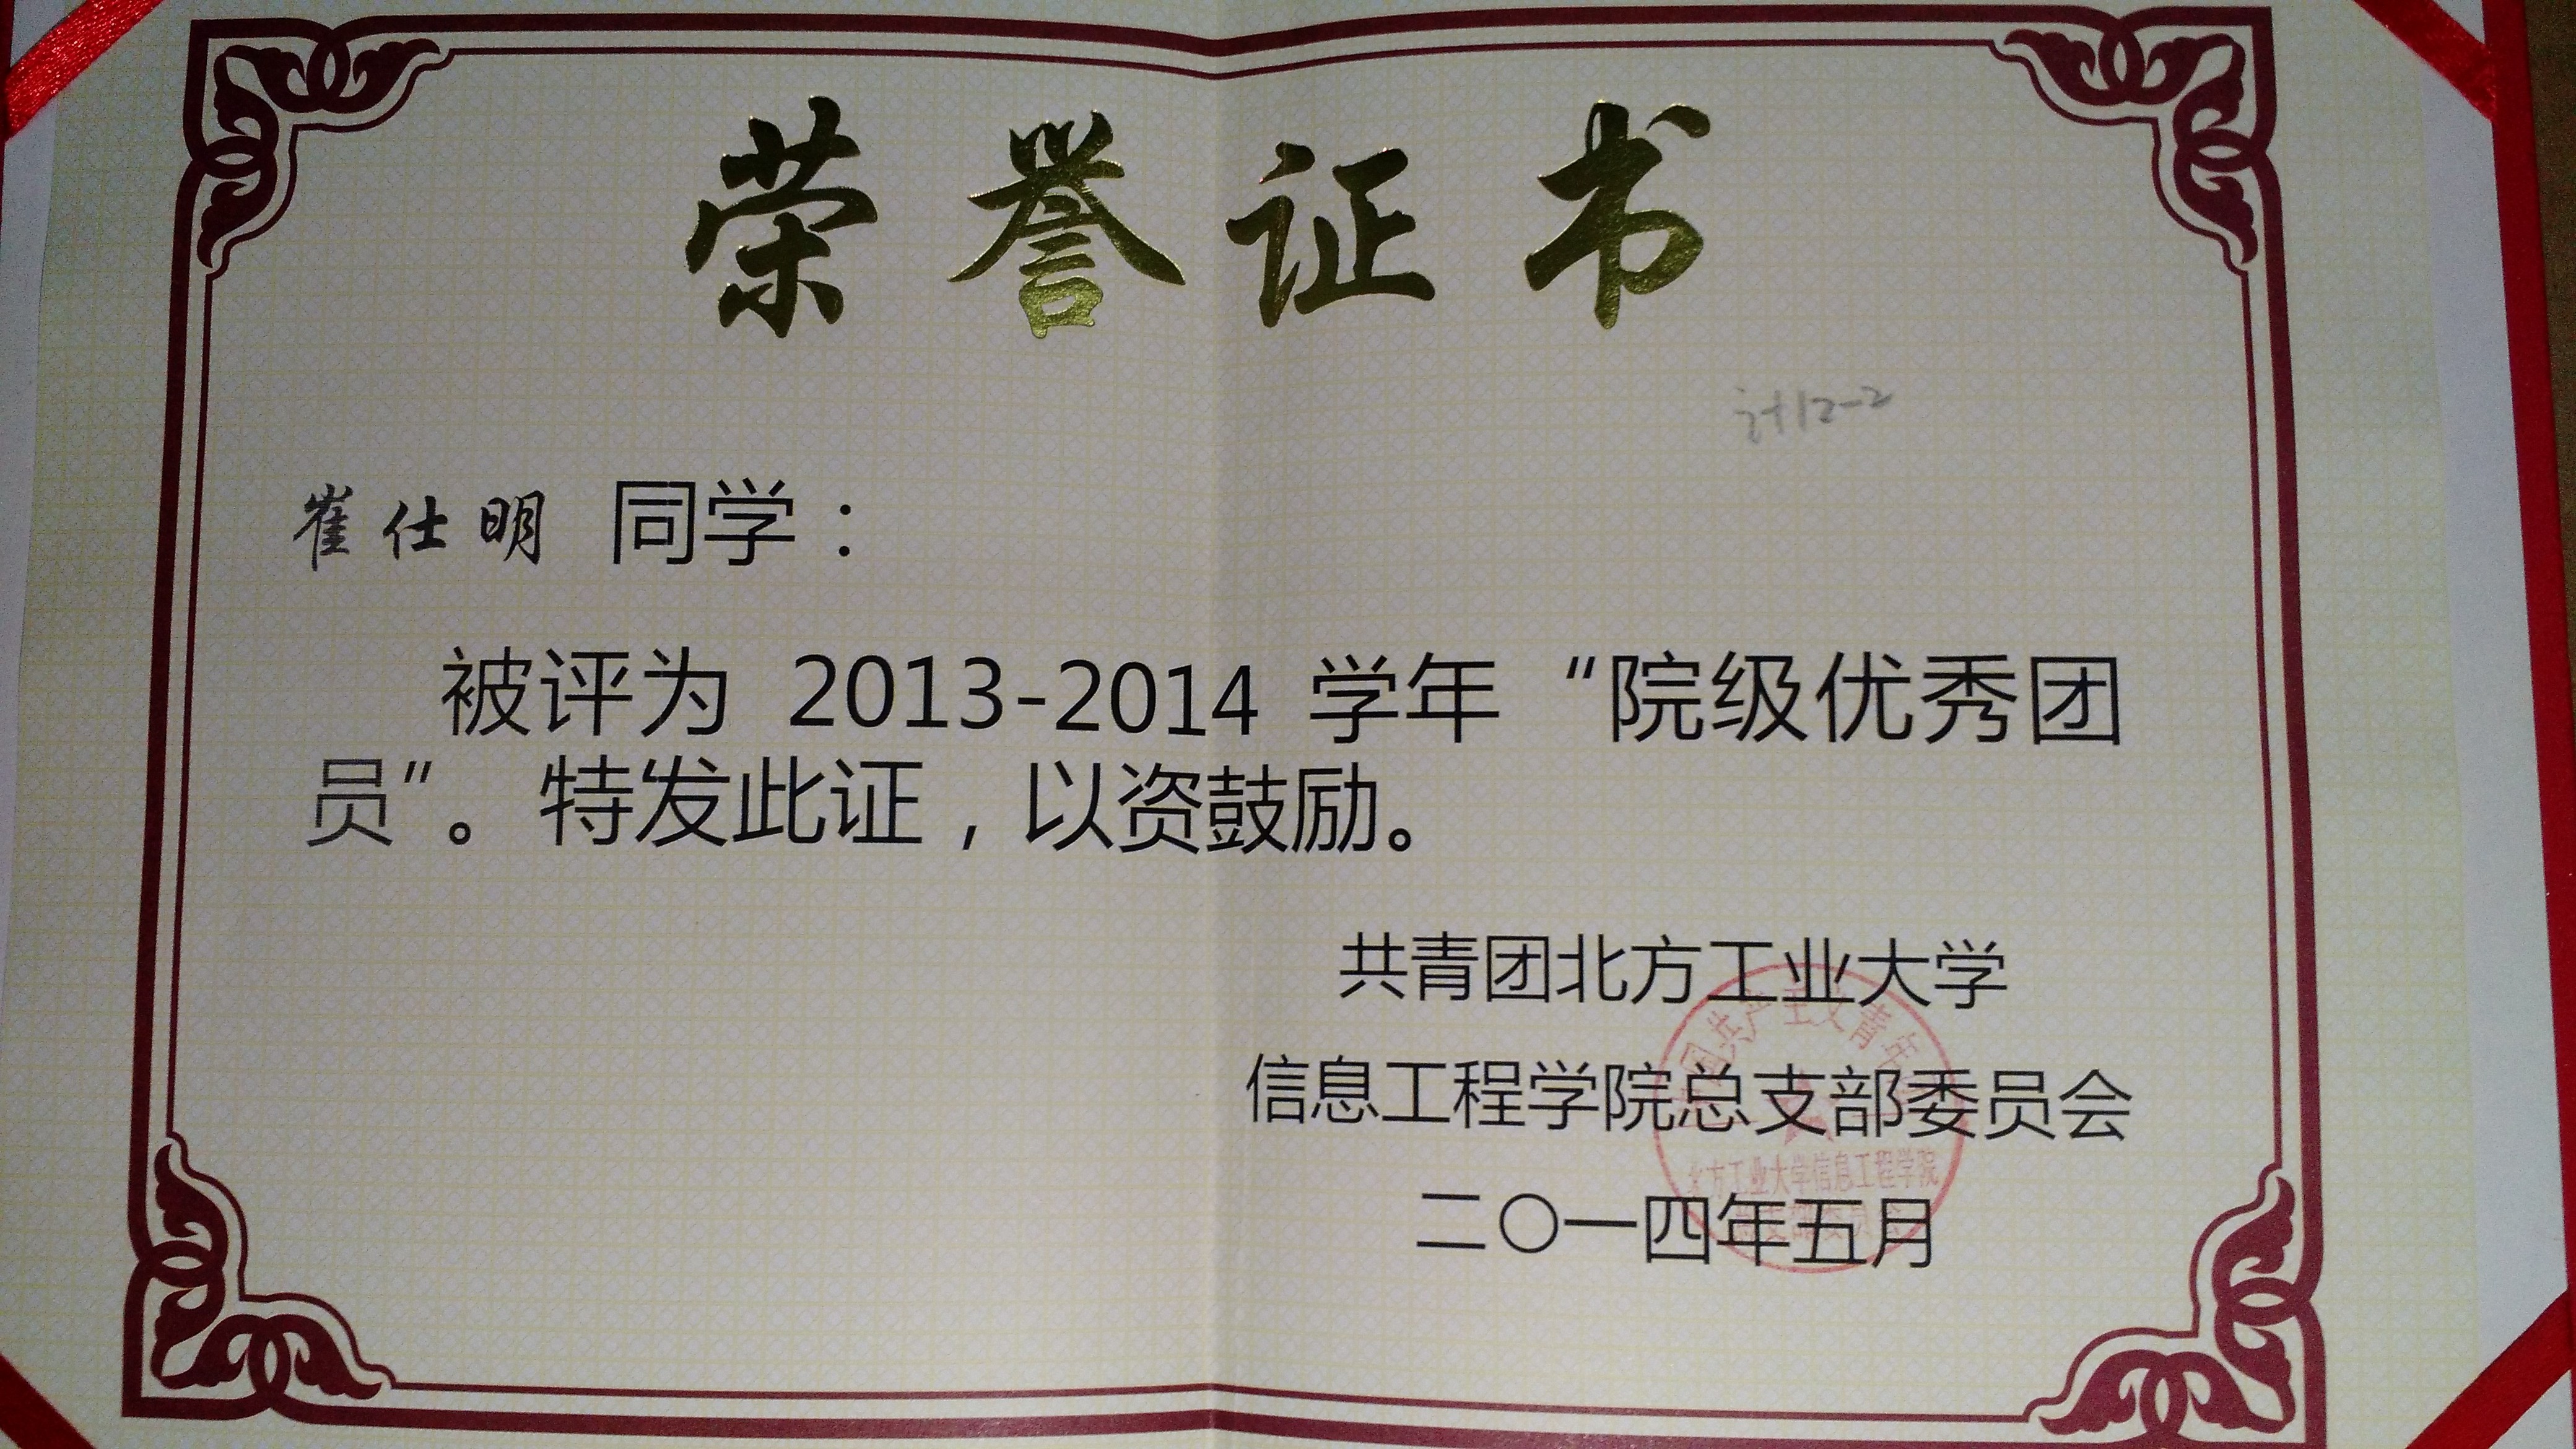 荣誉证书
计12-2
崔仕明 同学：
被评为 2013-2014 学年“院级优秀团
员”。特发此证，以资鼓励。
共青团北方工业大学
信息工程学院总支部委员会
二〇一四年五月
国共产主义青年
北方工业大学信息工程学院